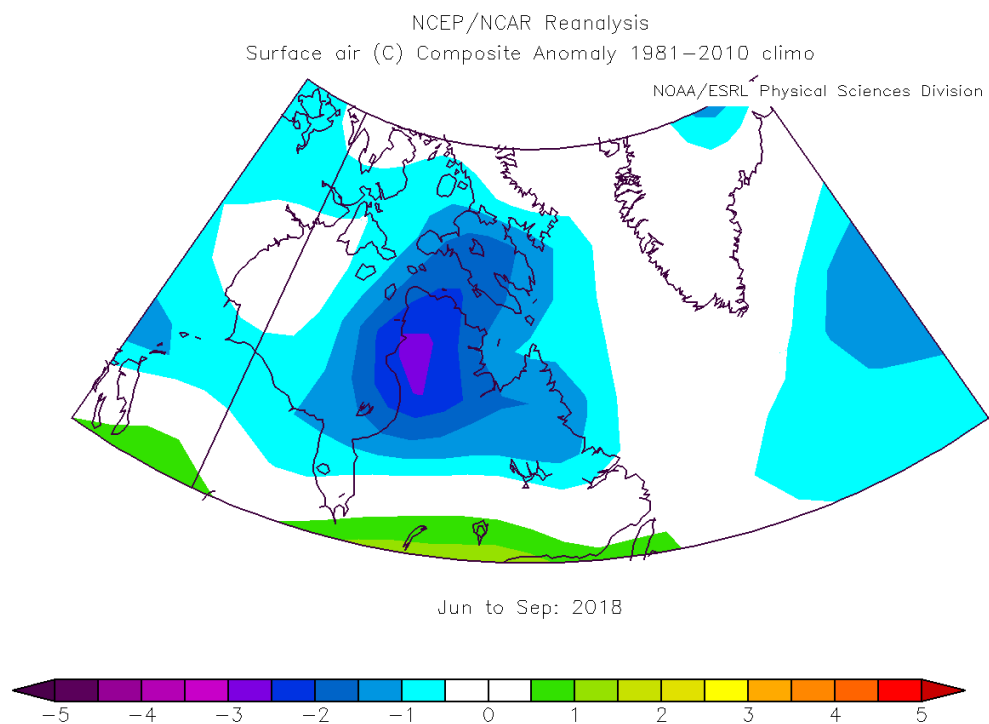 NCEP/NCAR Reanalysis
Surface air (C) Composite Anomaly 1981-2010 climo
NOAA/ESRL Physical Sciences Division
Jun to Sep: 2018
-5 -4 -3 -2 -1 0 1 2 3 4 5